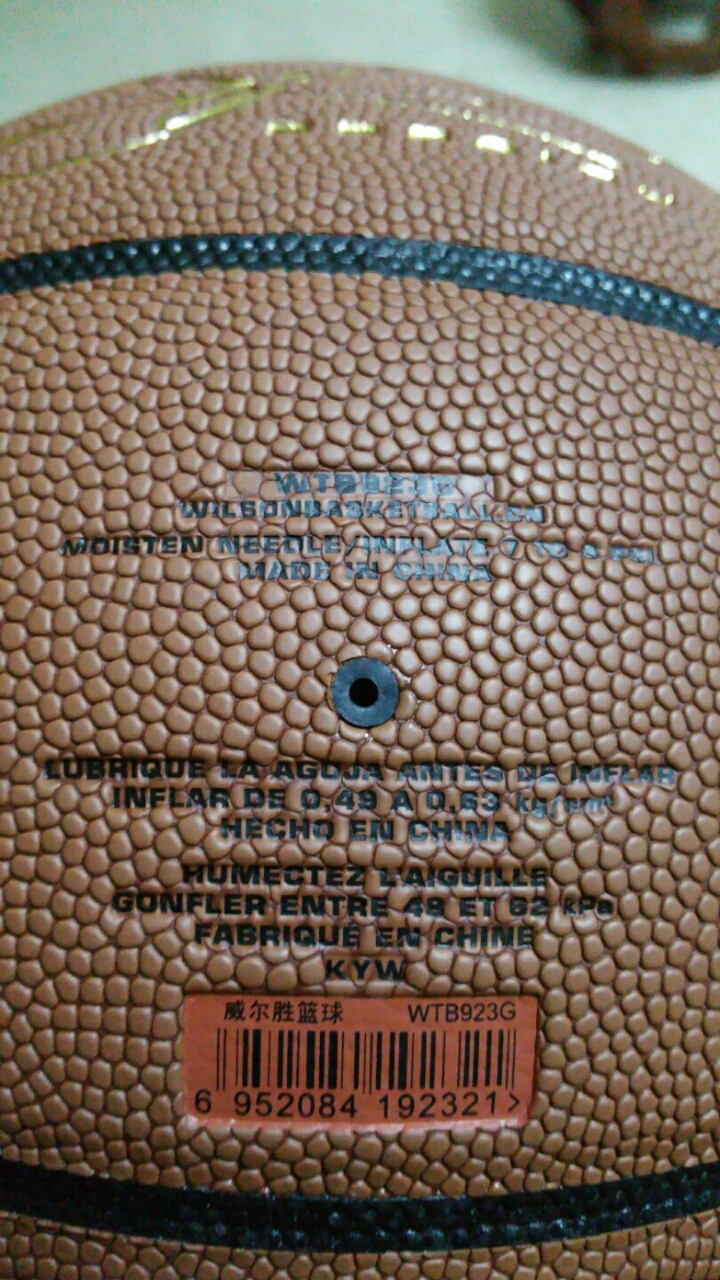 WTB923G
WILSONBASKETBALL.CN
MOISTEN NEEDLE/INFLATE 7 TO 9 PSI
MADE IN CHINA
LUBRIQUE LA AGUJA ANTES DE INFLAR
INFLAR DE 0,49 A 0,63 kg/cm²
HECHO EN CHINA
HUMECTEZ L'AIGUILLE
GONFLER ENTRE 48 ET 62 kPa
FABRIQUÉ EN CHINE
KYW
威尔胜篮球 WTB923G
6 952084 192321>